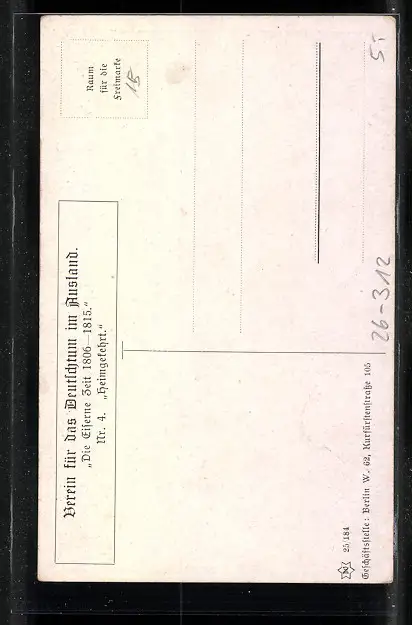 Verein für das Deutschtum im Ausland.
„Die Eiserne Zeit 1806—1815.“
Nr. 4. „Heimgekehrt.“
Raum
für die
Freimarke
5.-
26-312
25/184
Geschäftsstelle: Berlin W. 62, Kurfürstenstraße 105